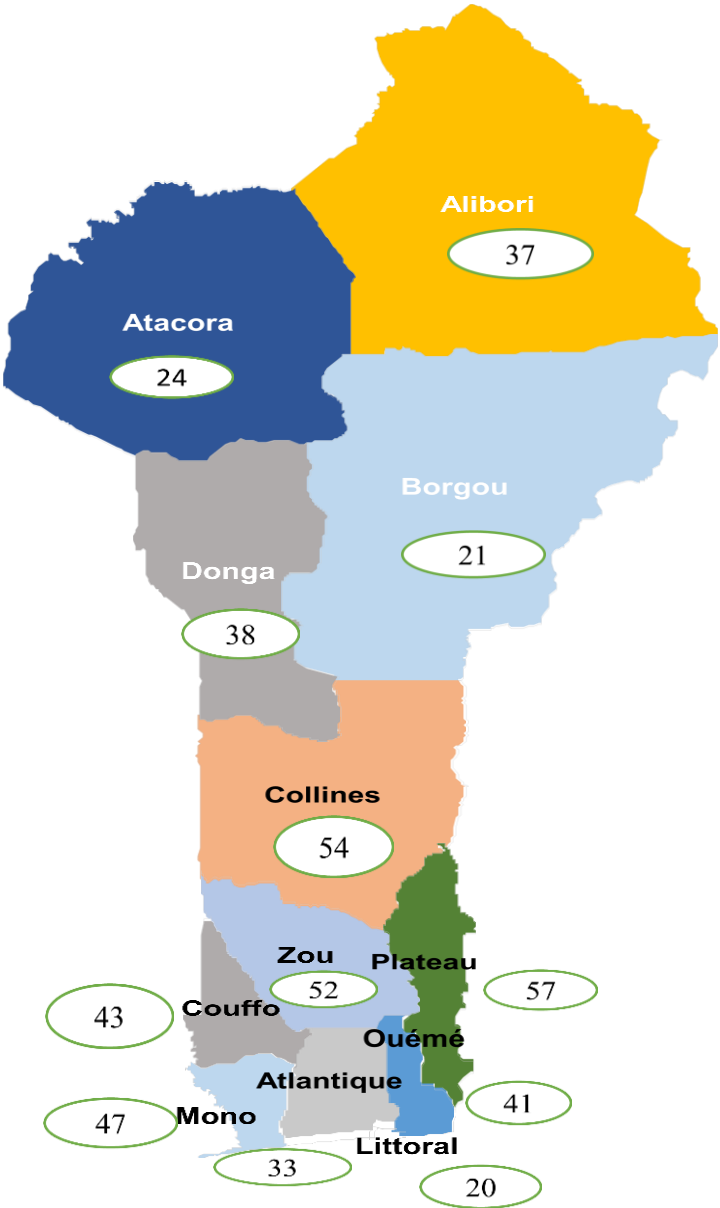 Alibori
37
Atacora
24
Borgou
21
Donga
38
Collines
54
Zou
52
Plateau
57
Couffo
43
Ouémé
41
Atlantique
33
Mono
47
Littoral
20